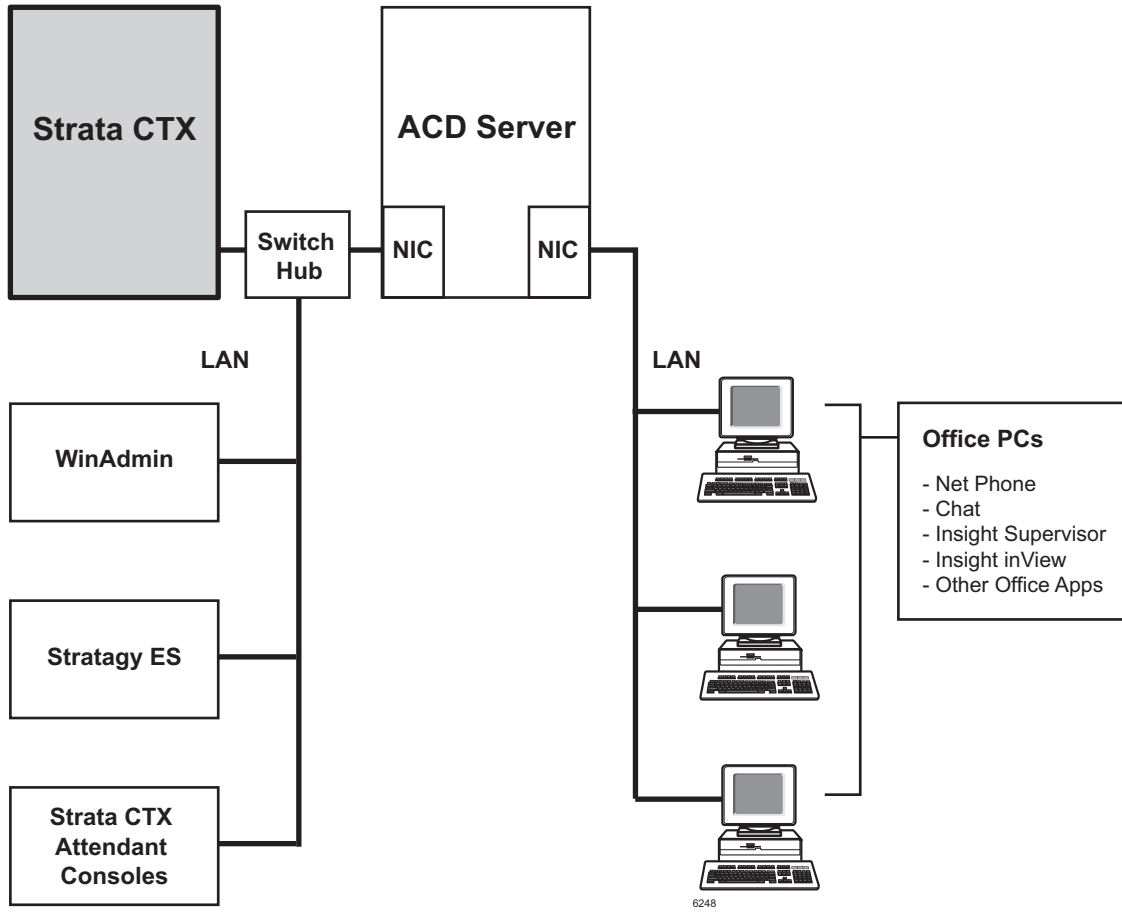 Strata CTX
ACD Server
Switch
Hub
NIC
NIC
LAN
LAN
WinAdmin
Stratagy ES
Strata CTX
Attendant
Consoles
Office PCs
- Net Phone
- Chat
- Insight Supervisor
- Insight inView
- Other Office Apps
6248